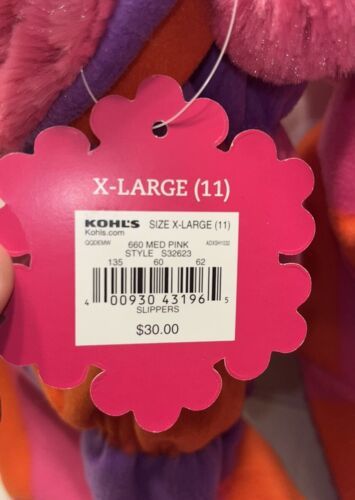 X-LARGE (11)
KOHL'S SIZE X-LARGE (11)
Kohls.com
QQDEMW 660 MED PINK ADXSH1032
STYLE S32623
135 60 62
4 00930 43196 5
SLIPPERS
$30.00